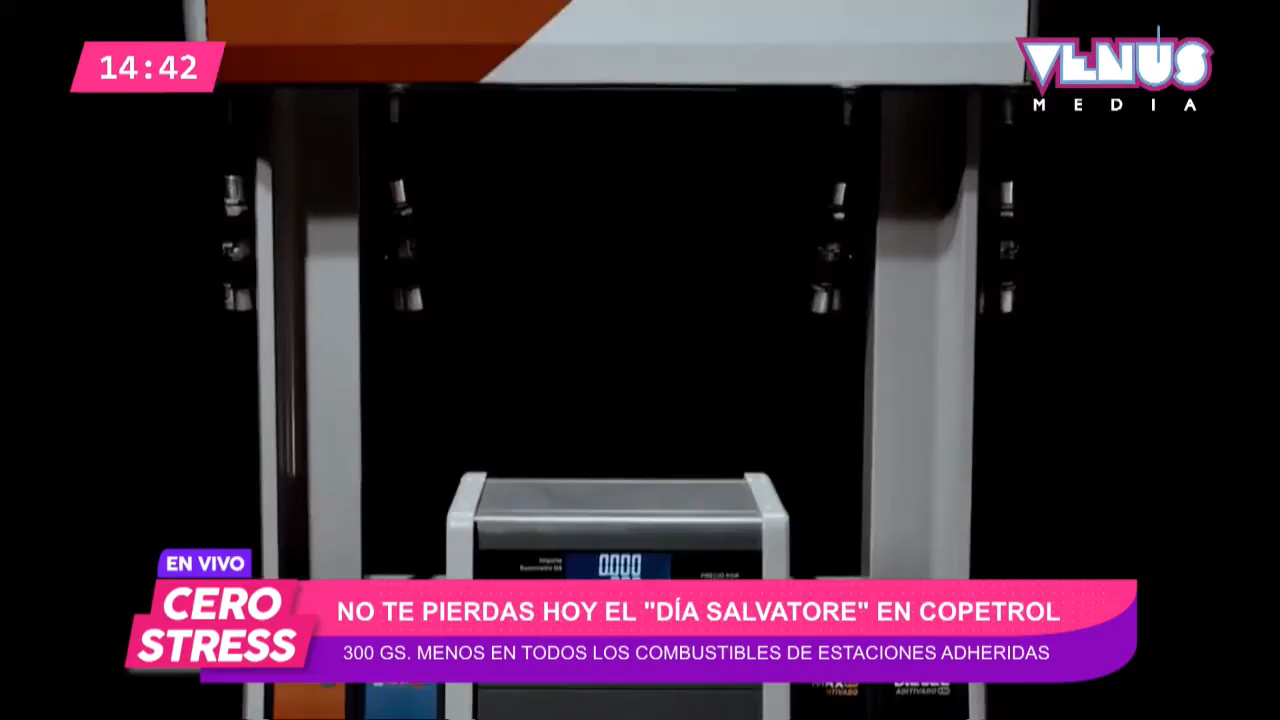 14:42
VENUS
MEDIA
0.000
EN VIVO
CERO
STRESS
NO TE PIERDAS HOY EL "DÍA SALVATORE" EN COPETROL
300 GS. MENOS EN TODOS LOS COMBUSTIBLES DE ESTACIONES ADHERIDAS